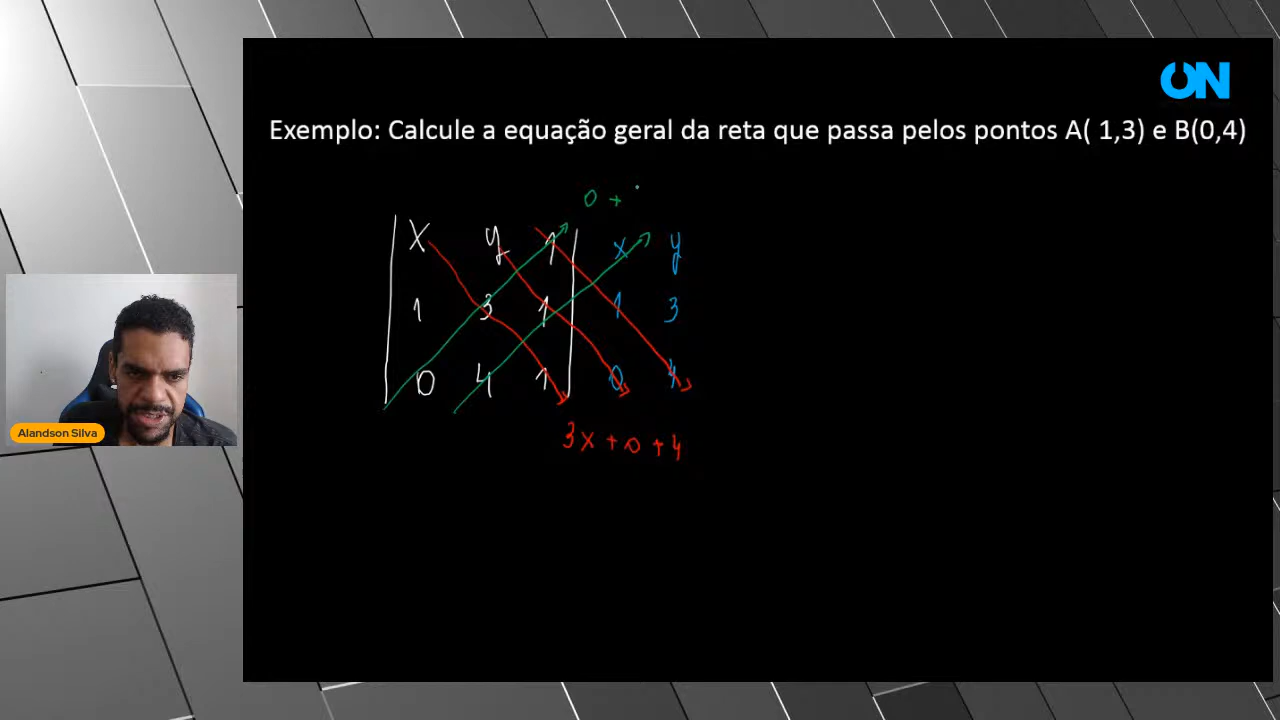 ON
Exemplo: Calcule a equação geral da reta que passa pelos pontos A( 1,3) e B(0,4)
0 +
x y 1 x y
1 3 1 1 3
0 4 1 0 4
Alandson Silva
3x + 0 + 4